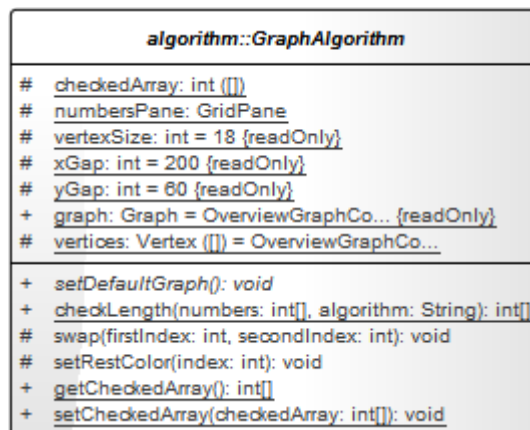 algorithm::GraphAlgorithm
# checkedArray: int ([])
# numbersPane: GridPane
# vertexSize: int = 18 {readOnly}
# xGap: int = 200 {readOnly}
# yGap: int = 60 {readOnly}
+ graph: Graph = OverviewGraphCo... {readOnly}
# vertices: Vertex ([]) = OverviewGraphCo...
+ setDefaultGraph(): void
+ checkLength(numbers: int[], algorithm: String): int[]
# swap(firstIndex: int, secondIndex: int): void
# setRestColor(index: int): void
+ getCheckedArray(): int[]
+ setCheckedArray(checkedArray: int[]): void